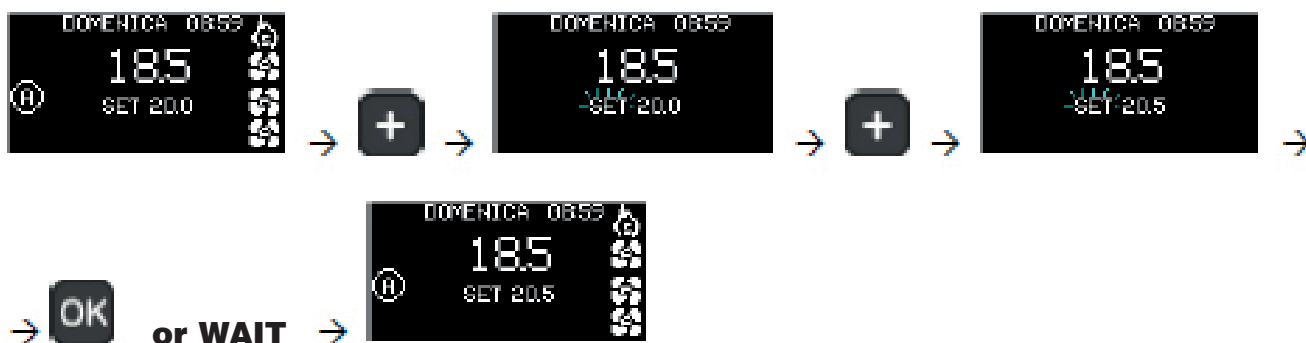 DOMENICA 08:59
18.5
A
SET 20.0
→ + →
DOMENICA 08:59
18.5
SET 20.0
→ + →
DOMENICA 08:59
18.5
SET 20.5
→
→ OK or WAIT →
DOMENICA 08:59
18.5
A
SET 20.5